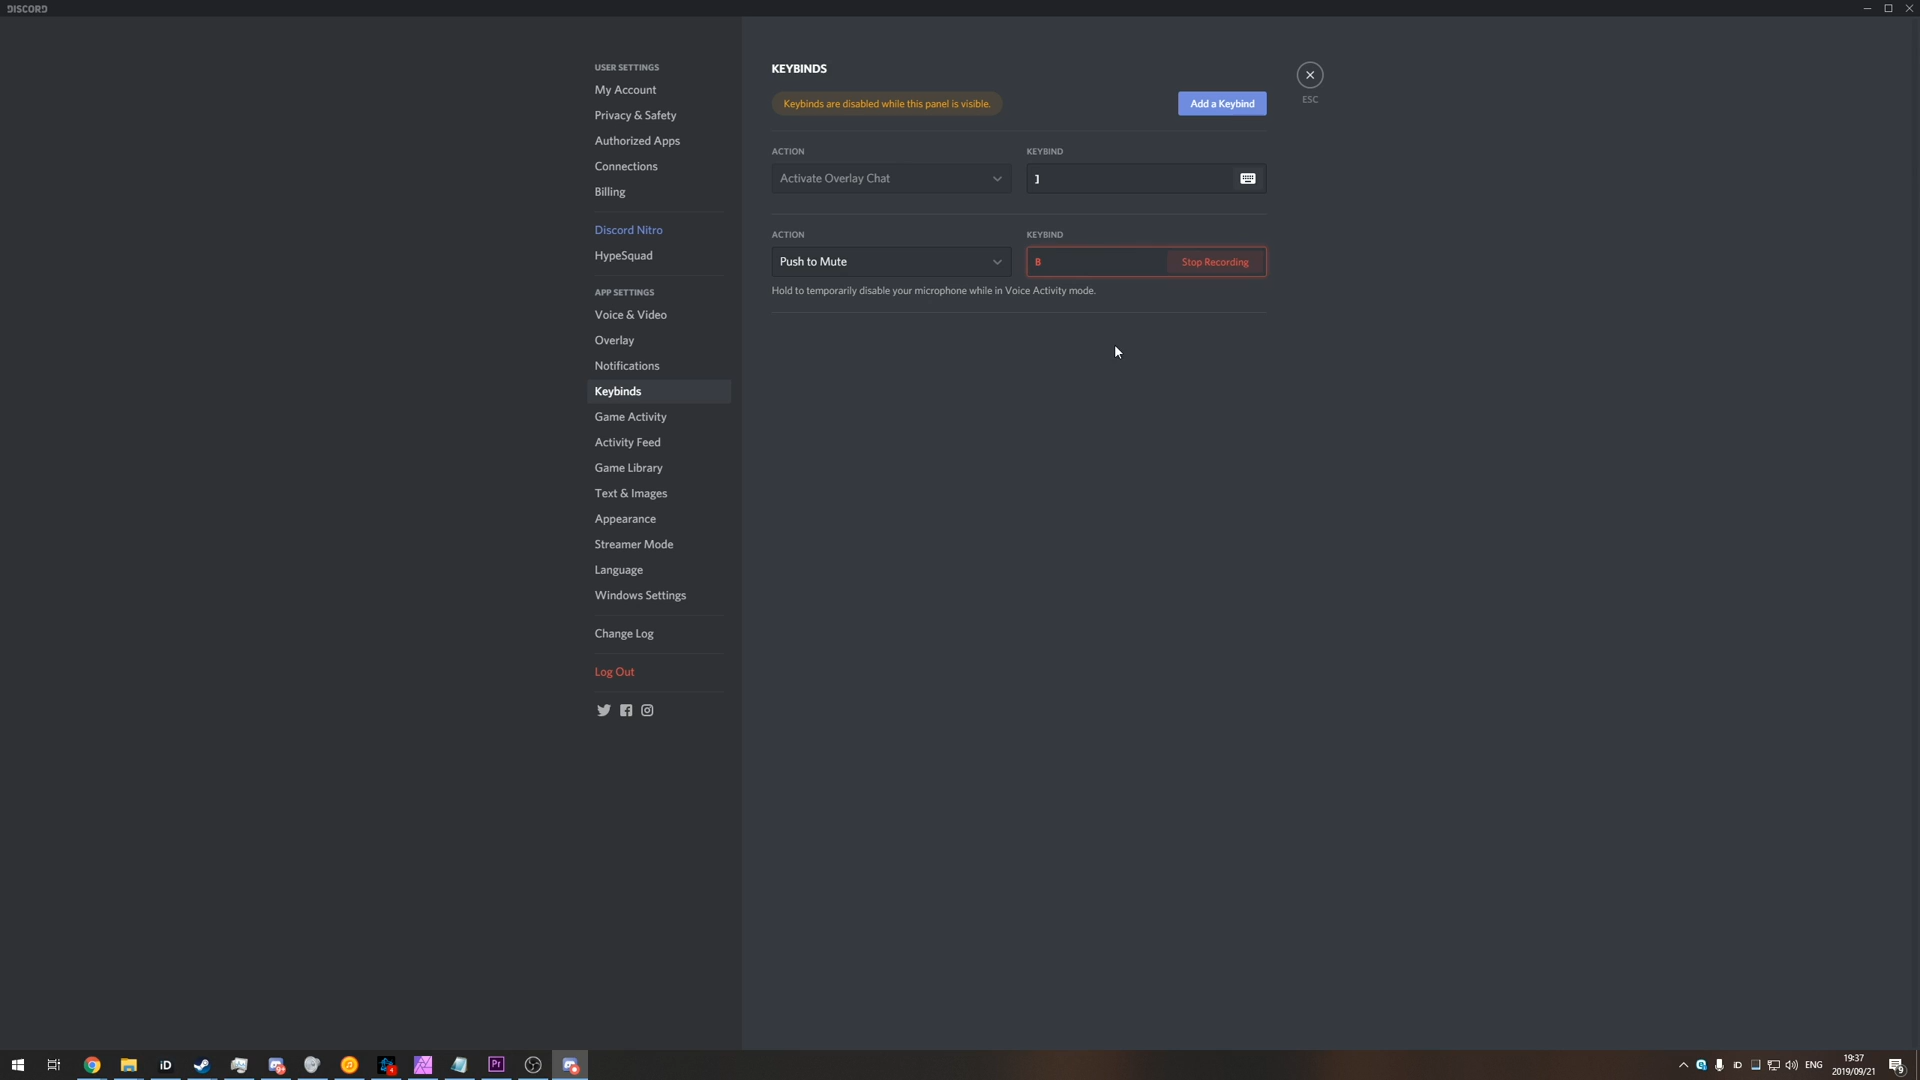 DISCORD
USER SETTINGS
My Account
Privacy & Safety
Authorized Apps
Connections
Billing
Discord Nitro
HypeSquad
APP SETTINGS
Voice & Video
Overlay
Notifications
Keybinds
Game Activity
Activity Feed
Game Library
Text & Images
Appearance
Streamer Mode
Language
Windows Settings
Change Log
Log Out
KEYBINDS
Keybinds are disabled while this panel is visible.
Add a Keybind
ESC
ACTION
KEYBIND
Activate Overlay Chat
]
ACTION
KEYBIND
Push to Mute
B
Stop Recording
Hold to temporarily disable your microphone while in Voice Activity mode.
iD
Pr
iD
ENG
19:37
2019/09/21